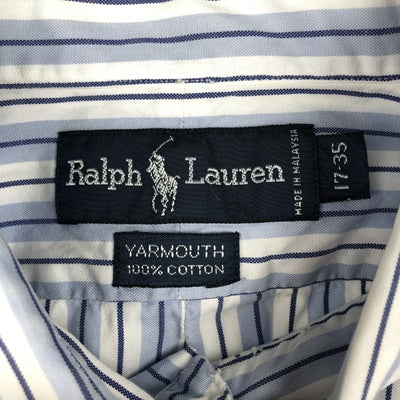 Ralph Lauren
MADE IN MALAYSIA
17-35
YARMOUTH
100% COTTON